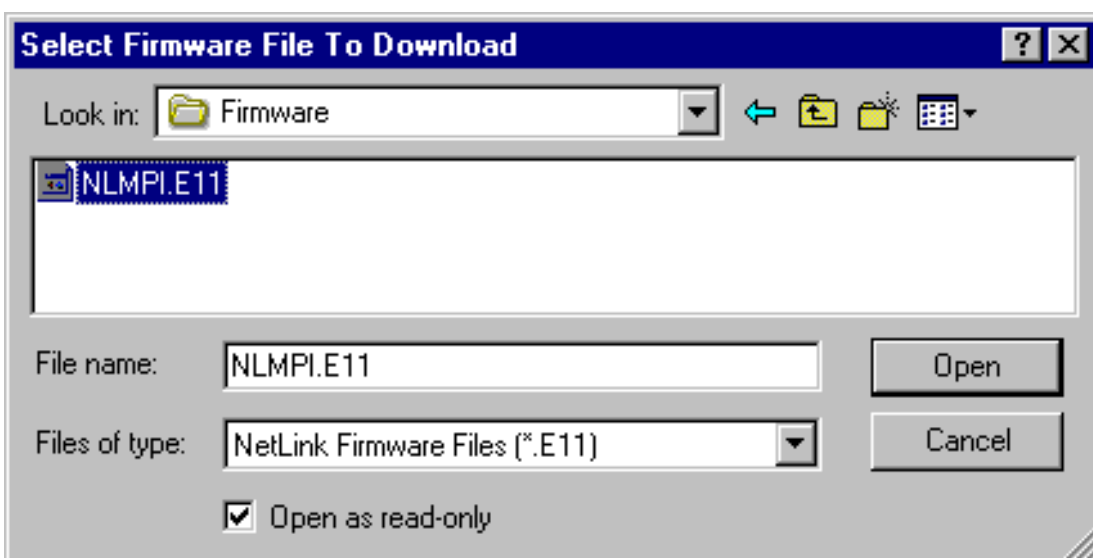 Select Firmware File To Download
Look in: Firmware
NLMPI.E11
File name: NLMPI.E11 Open
Files of type: NetLink Firmware Files (*.E11) Cancel
Open as read-only